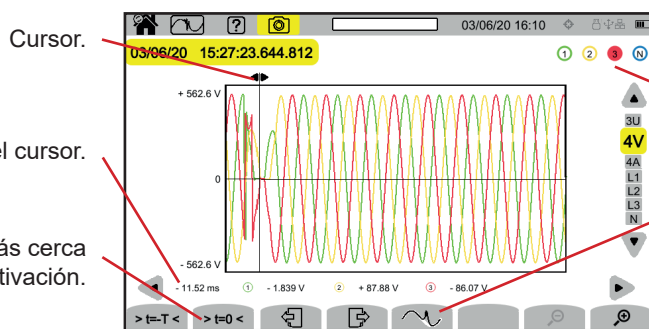 ?
03/06/20 16:10
Cursor.
03/06/20 15:27:23.644.812
1 2 3 N
+ 562.6 V
3U
4V
4A
L1
L2
L3
N
el cursor.
0
ás cerca
tivación.
- 562.6 V
- 11.52 ms 1 - 1.839 V 2 + 87.88 V 3 - 86.07 V
> t=-T < > t=0 <